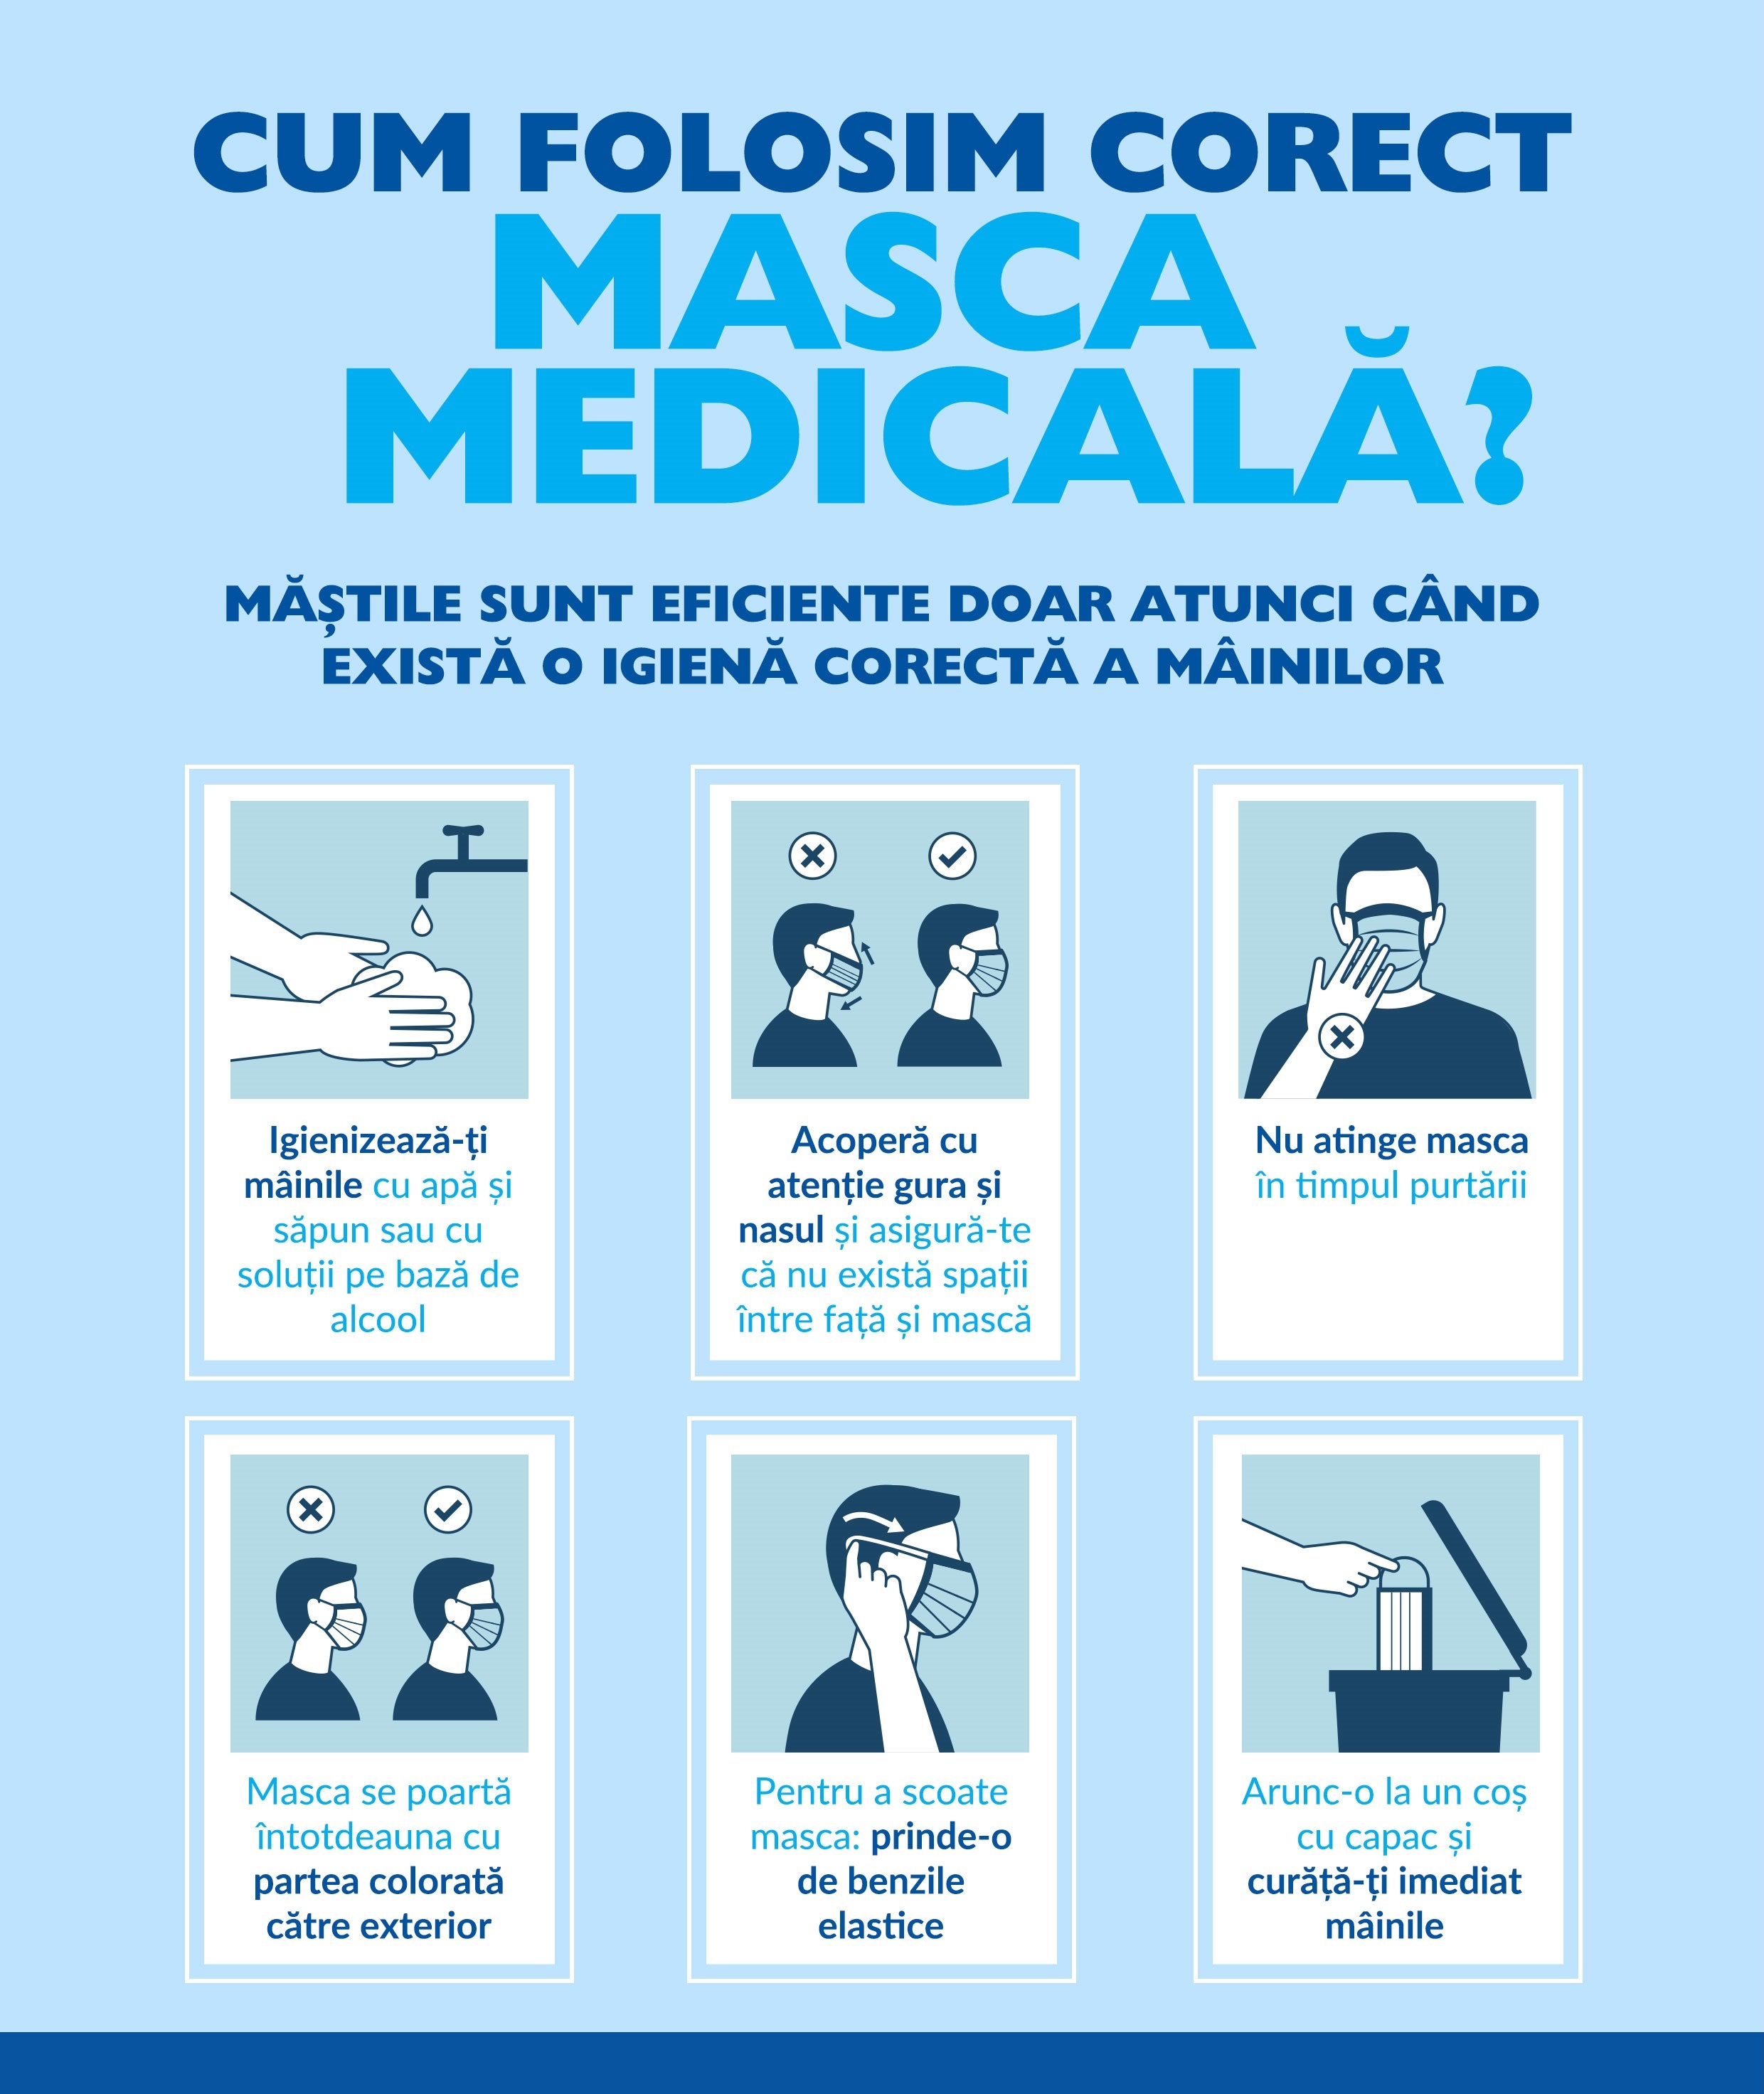 CUM FOLOSIM CORECT
MASCA
MEDICALĂ?
MĂȘTILE SUNT EFICIENTE DOAR ATUNCI CÂND
EXISTĂ O IGIENĂ CORECTĂ A MÂINILOR
Igienizează-ți
mâinile cu apă și
săpun sau cu
soluții pe bază de
alcool
Acoperă cu
atenție gura și
nasul și asigură-te
că nu există spații
între față și mască
Nu atinge masca
în timpul purtării
Masca se poartă
întotdeauna cu
partea colorată
către exterior
Pentru a scoate
masca: prinde-o
de benzile
elastice
Arunc-o la un coș
cu capac și
curăță-ți imediat
mâinile